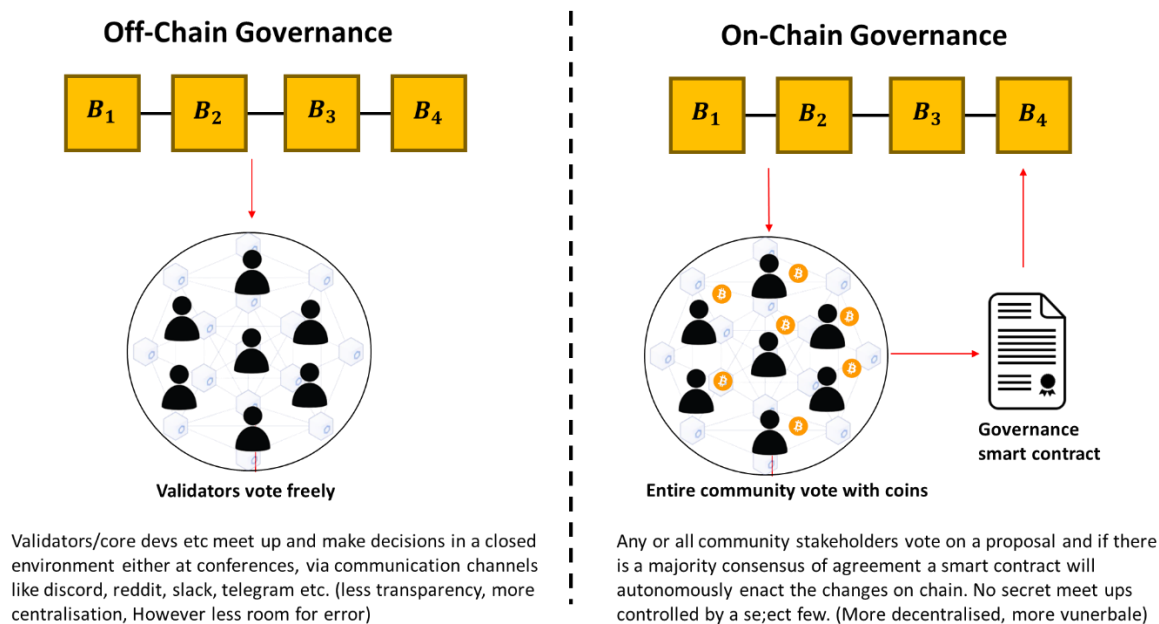 Off-Chain Governance
B₁ B₂ B₃ B₄
Validators vote freely
Validators/core devs etc meet up and make decisions in a closed
environment either at conferences, via communication channels
like discord, reddit, slack, telegram etc. (less transparency, more
centralisation, However less room for error)
On-Chain Governance
B₁ B₂ B₃ B₄
Governance
smart contract
Entire community vote with coins
Any or all community stakeholders vote on a proposal and if there
is a majority consensus of agreement a smart contract will
autonomously enact the changes on chain. No secret meet ups
controlled by a se;ect few. (More decentralised, more vunerbale)